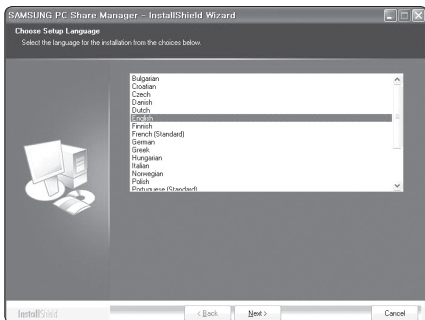 SAMSUNG PC Share Manager - InstallShield Wizard
Choose Setup Language
Select the language for the installation from the choices below.
Bulgarian
Croatian
Czech
Danish
Dutch
English
Finnish
French (Standard)
German
Greek
Hungarian
Italian
Norwegian
Polish
Portuguese (Standard)
InstallShield
< Back
Next >
Cancel